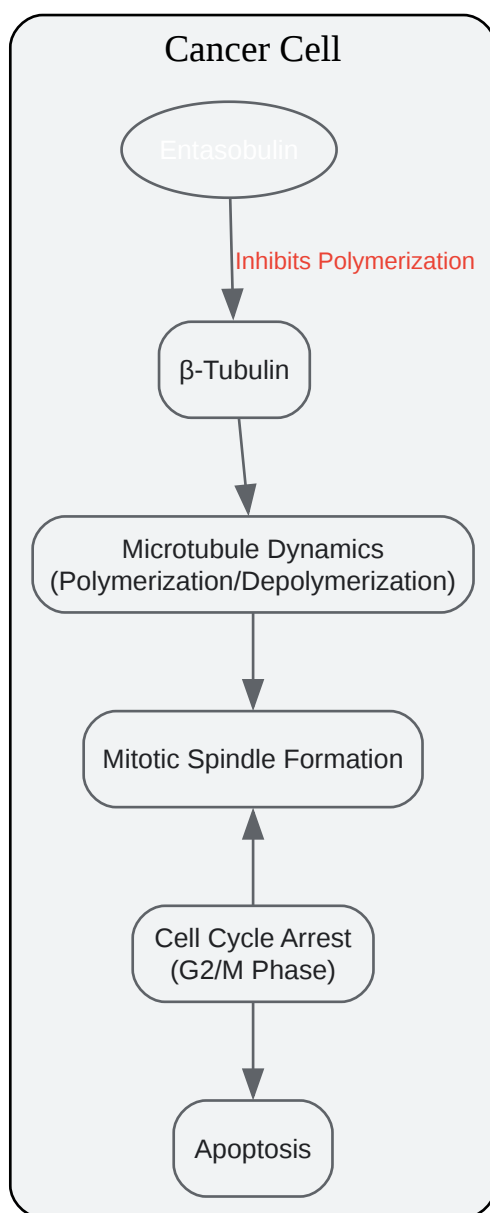 Cancer Cell
Entasobulin
Inhibits Polymerization
β-Tubulin
Microtubule Dynamics
(Polymerization/Depolymerization)
Mitotic Spindle Formation
Cell Cycle Arrest
(G2/M Phase)
Apoptosis